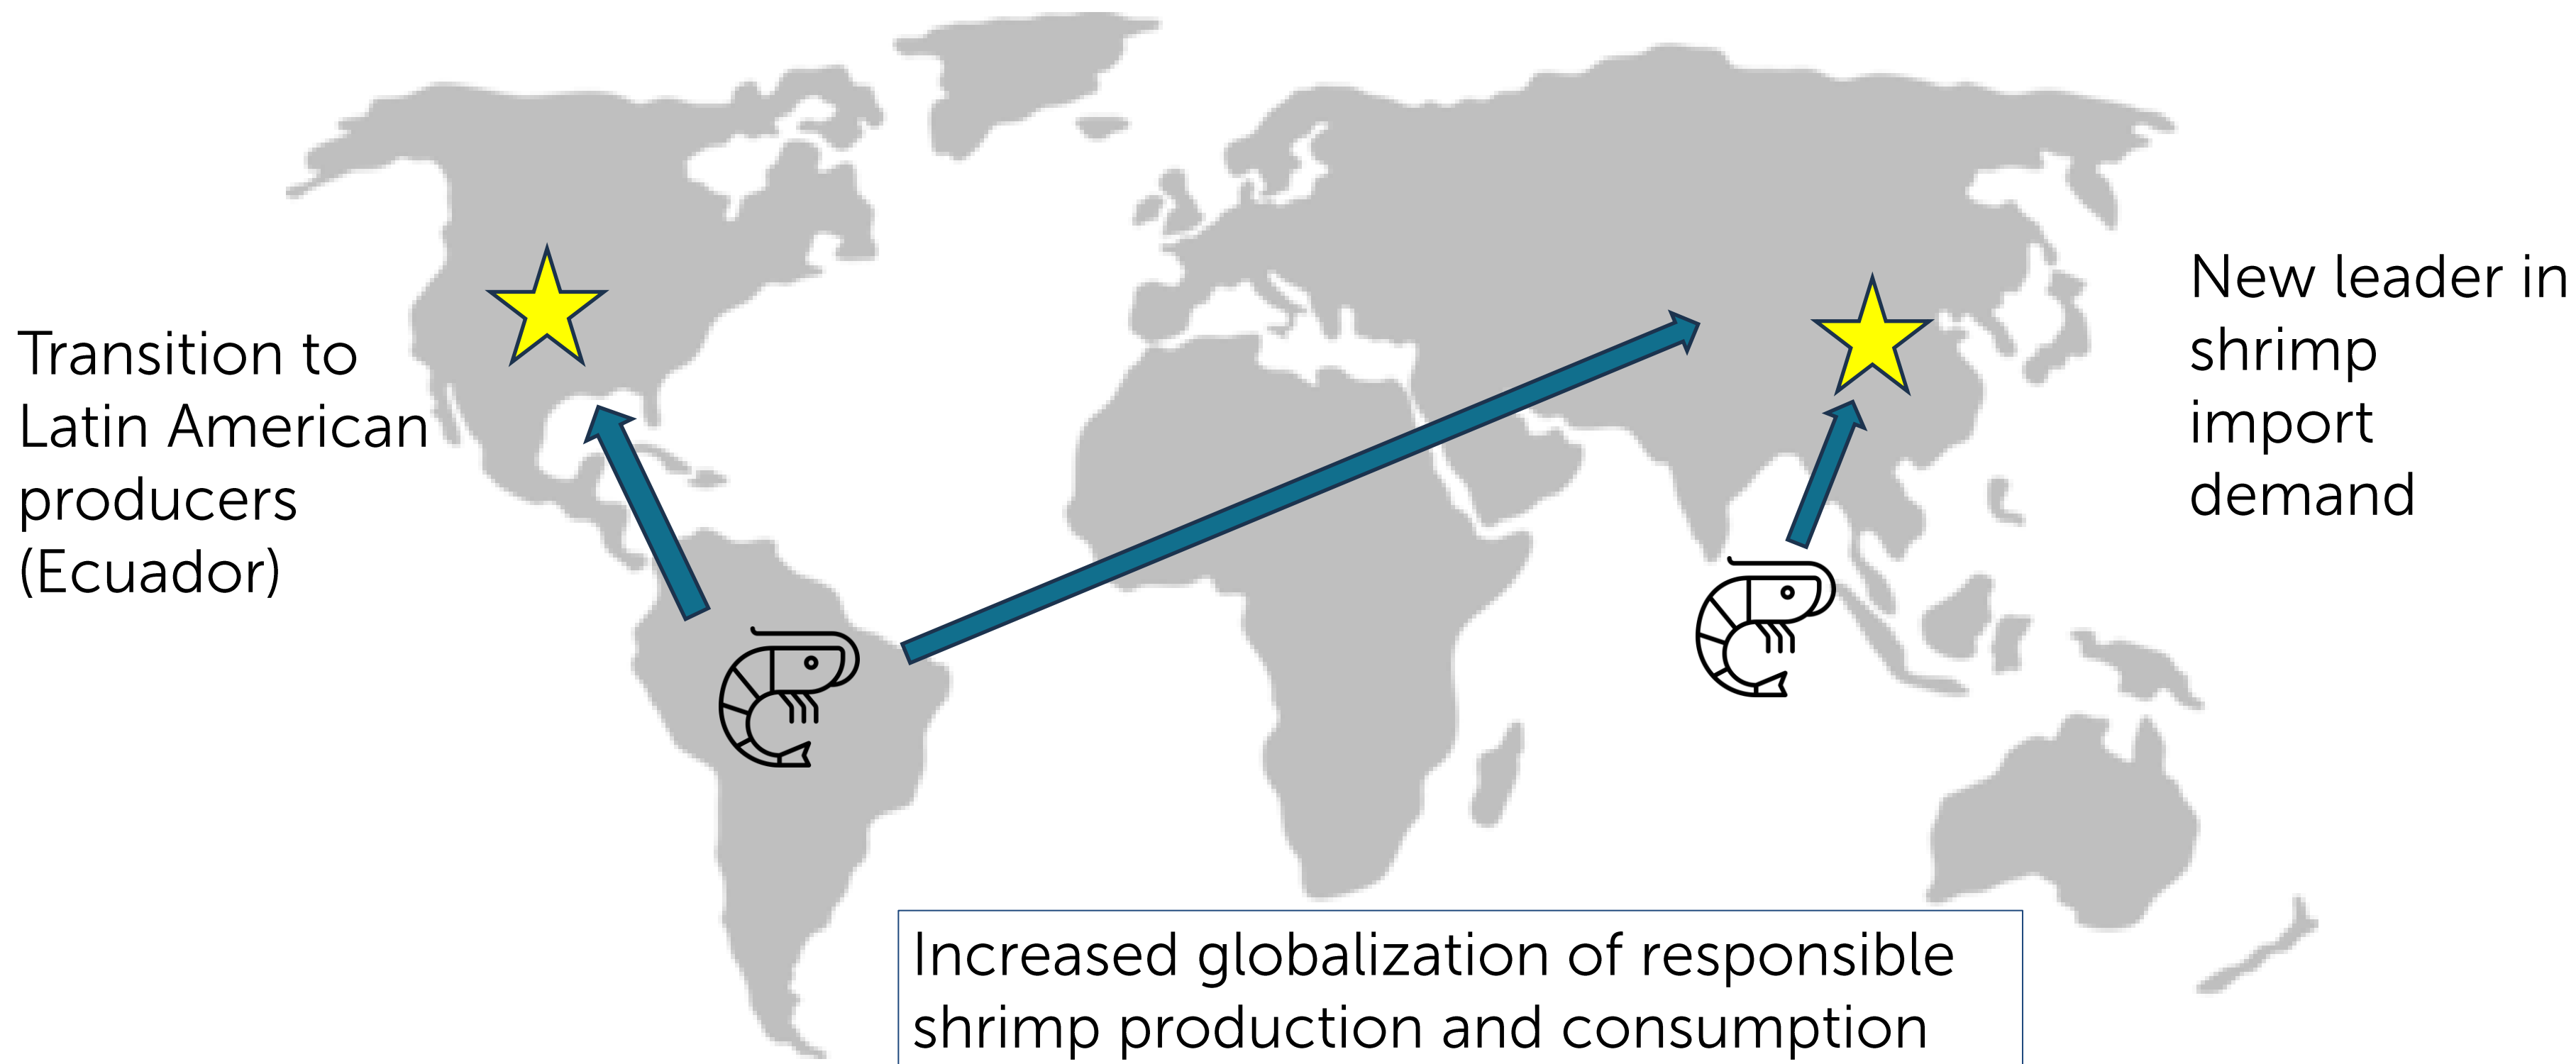 Transition to
Latin American
producers
(Ecuador)
New leader in
shrimp
import
demand
Increased globalization of responsible
shrimp production and consumption